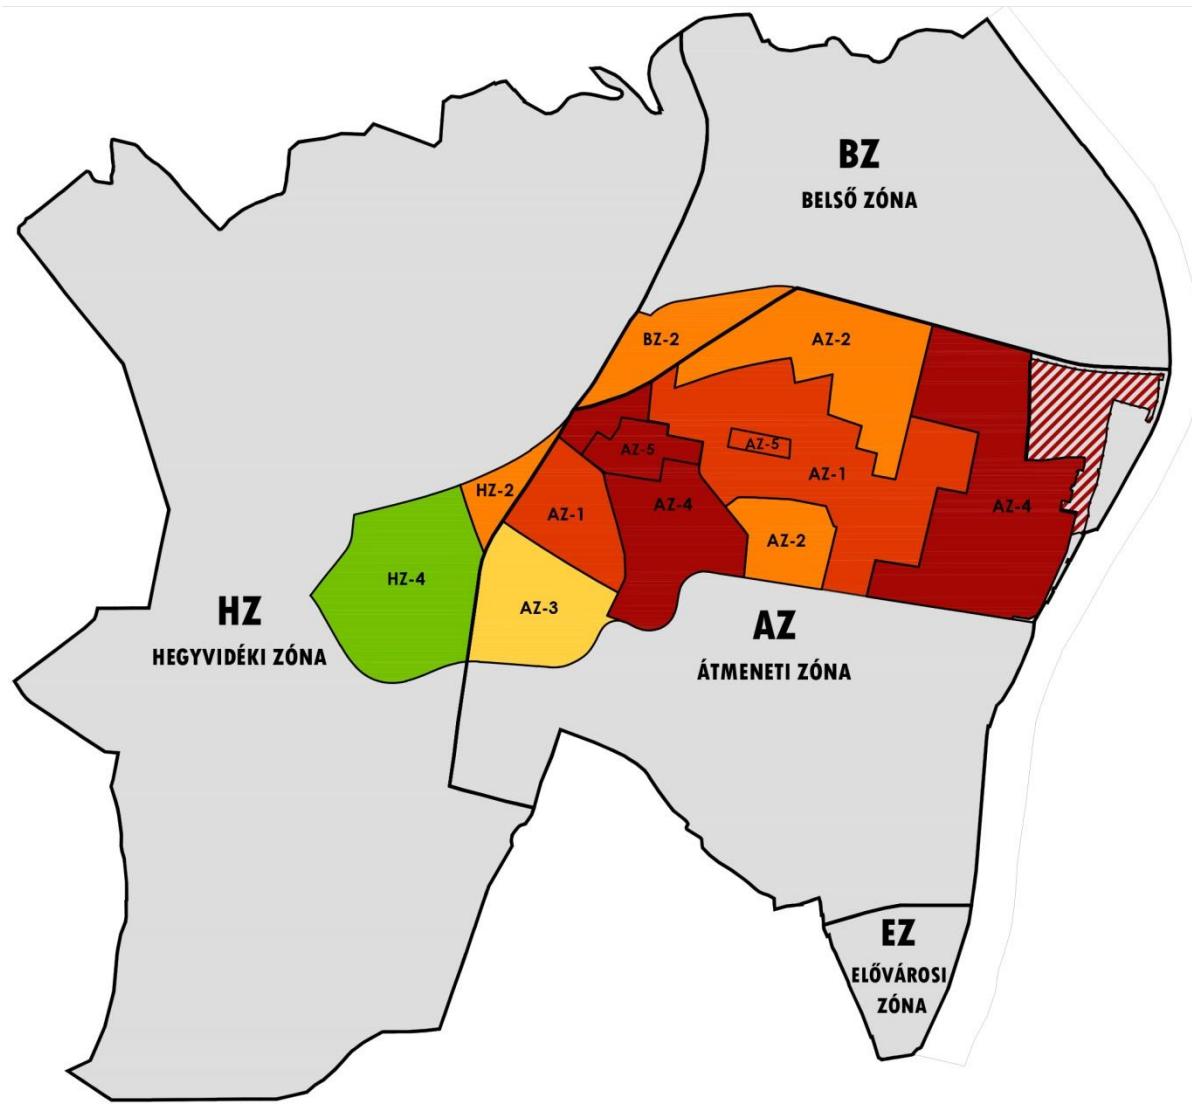 BZ
BELSŐ ZÓNA
BZ-2
AZ-2
AZ-5
AZ-5
AZ-1
HZ-2
AZ-1
AZ-4
AZ-4
AZ-2
HZ-4
AZ-3
HZ
HEGYVIDÉKI ZÓNA
AZ
ÁTMENETI ZÓNA
EZ
ELŐVÁROSI
ZÓNA